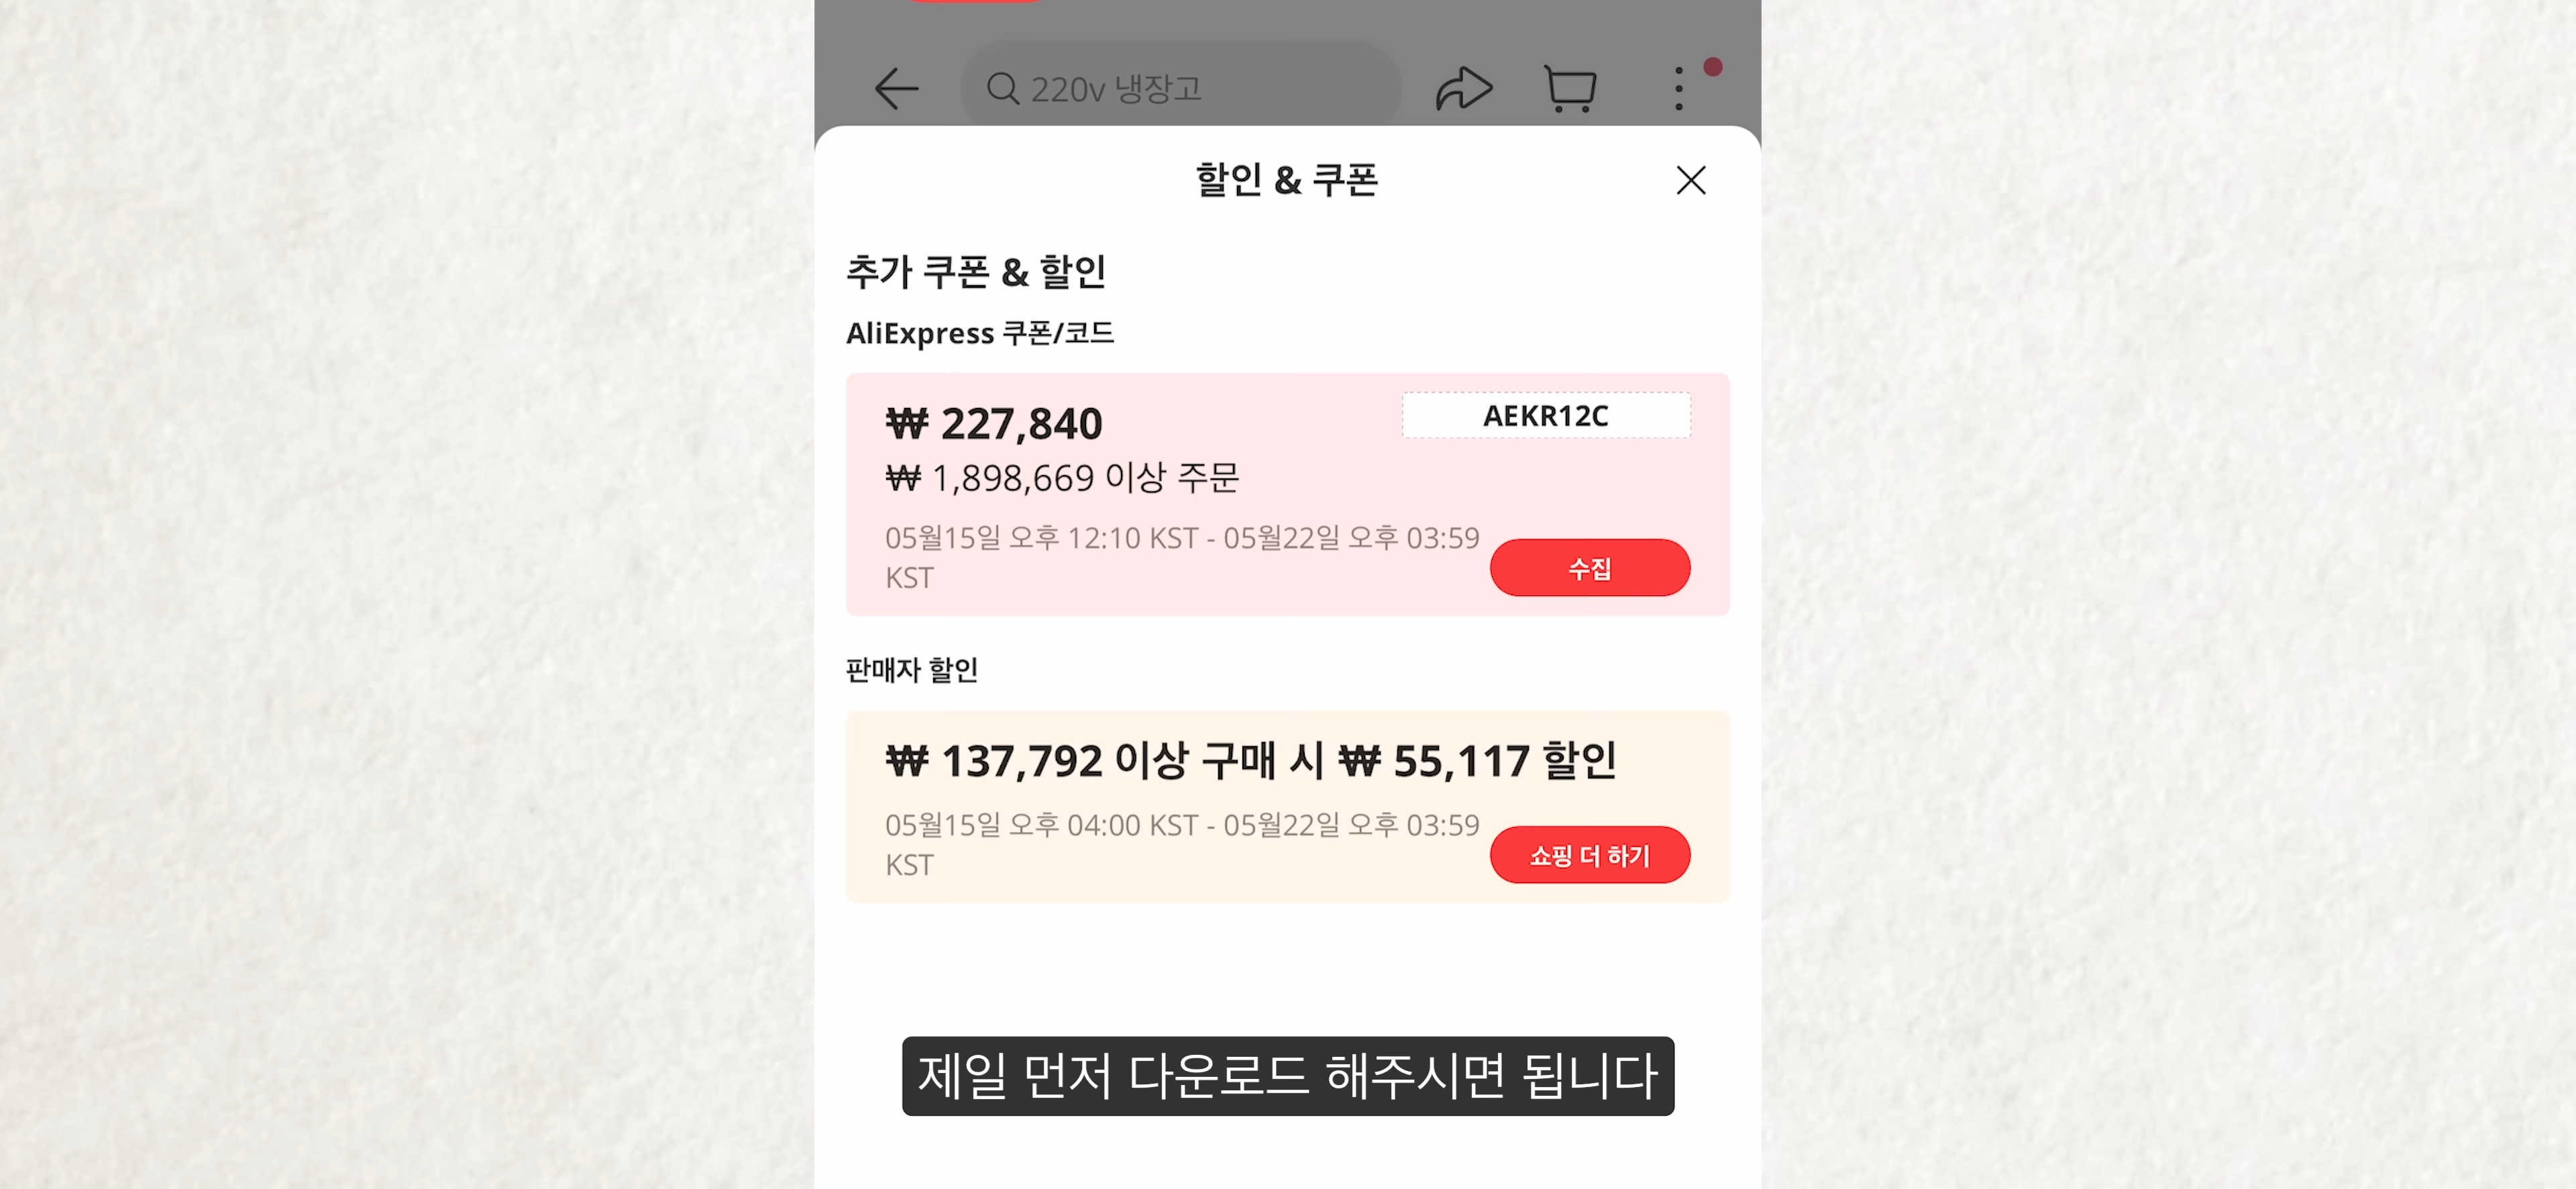 220v 냉장고
할인 & 쿠폰
추가 쿠폰 & 할인
AliExpress 쿠폰/코드
₩ 227,840
AEKR12C
₩ 1,898,669 이상 주문
05월15일 오후 12:10 KST - 05월22일 오후 03:59
KST
수집
판매자 할인
₩ 137,792 이상 구매 시 ₩ 55,117 할인
05월15일 오후 04:00 KST - 05월22일 오후 03:59
KST
쇼핑 더 하기
제일 먼저 다운로드 해주시면 됩니다